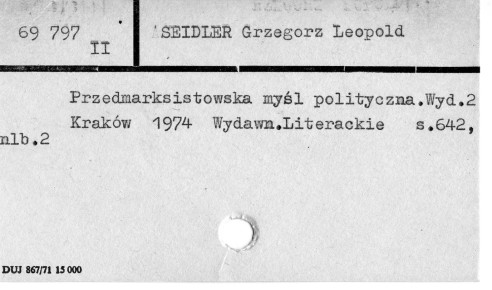 69 797
II
SEIDLER Grzegorz Leopold
Przedmarksistowska myśl polityczna.Wyd.2
Kraków 1974 Wydawn.Literackie s.642,
nlb.2
DUJ 867/71 15 000